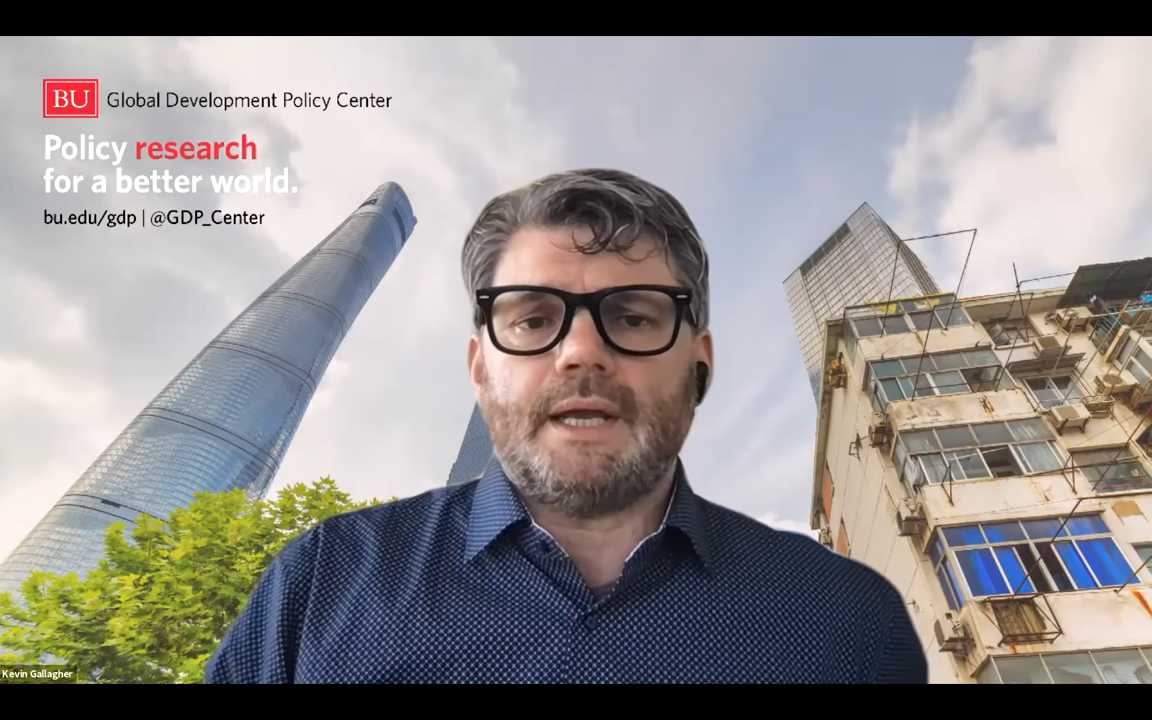 BU Global Development Policy Center
Policy research
for a better world.
bu.edu/gdp | @GDP_Center
Kevin Gallagher